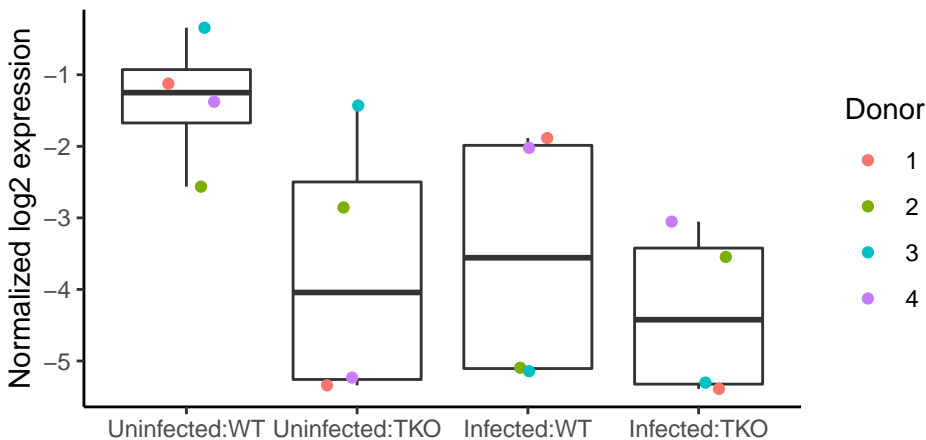 Normalized log2 expression
−1
−2
−3
−4
−5
Uninfected:WT
Uninfected:TKO
Infected:WT
Infected:TKO
Donor
1
2
3
4